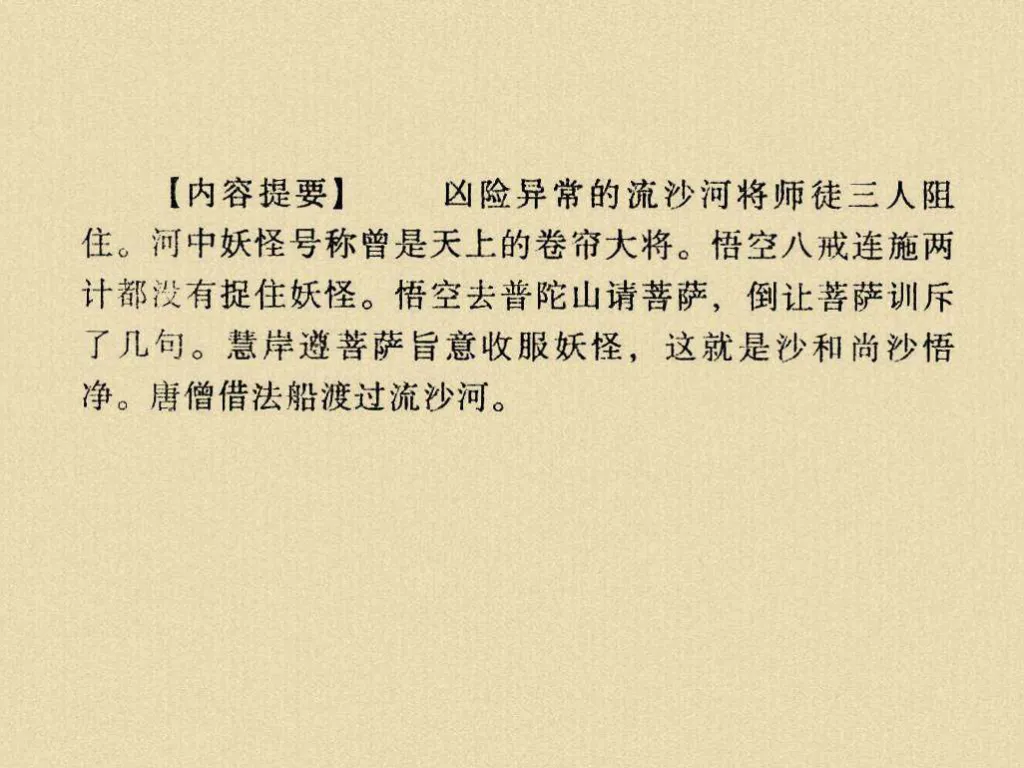 【内容提要】 凶险异常的流沙河将师徒三人阻
住。河中妖怪号称曾是天上的卷帘大将。悟空八戒连施两
计都没有捉住妖怪。悟空去普陀山请菩萨，倒让菩萨训斥
了几句。慧岸遵菩萨旨意收服妖怪，这就是沙和尚沙悟
净。唐僧借法船渡过流沙河。